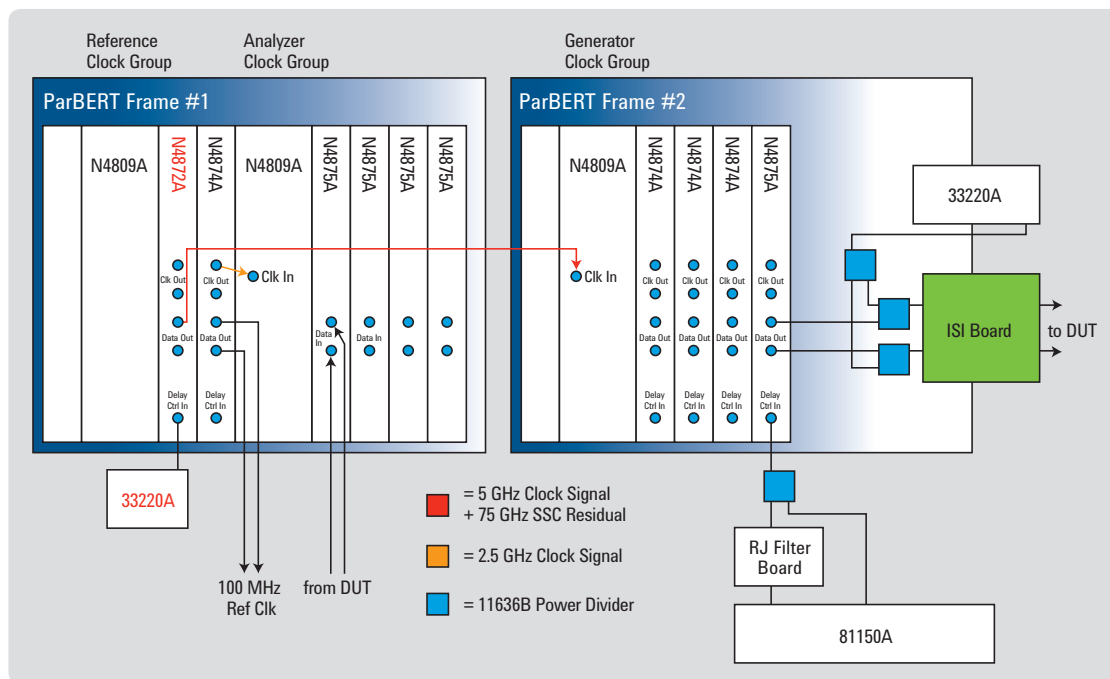 Reference
Clock Group
Analyzer
Clock Group
Generator
Clock Group
ParBERT Frame #1
ParBERT Frame #2
N4809A
N4872A
N4874A
N4809A
N4875A
N4875A
N4875A
N4875A
N4809A
N4874A
N4874A
N4874A
N4875A
33220A
Clk Out
Clk Out
Clk In
Data Out
Data Out
Data
In
Data In
Delay
Ctrl In
Delay
Ctrl In
Clk In
Clk Out
Clk Out
Clk Out
Clk Out
Data Out
Data Out
Data Out
Data Out
Delay
Ctrl In
Delay
Ctrl In
Delay
Ctrl In
Delay
Ctrl In
ISI Board
to DUT
33220A
100 MHz
Ref Clk
from DUT
= 5 GHz Clock Signal
+ 75 GHz SSC Residual
= 2.5 GHz Clock Signal
= 11636B Power Divider
RJ Filter
Board
81150A